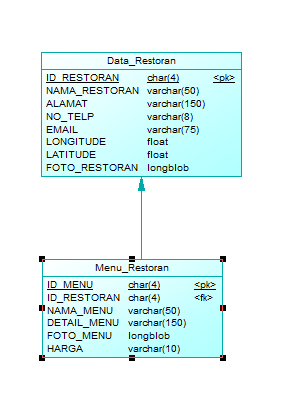 Data_Restoran
ID_RESTORAN char(4) <pk>
NAMA_RESTORAN varchar(50)
ALAMAT varchar(150)
NO_TELP varchar(8)
EMAIL varchar(75)
LONGITUDE float
LATITUDE float
FOTO_RESTORAN longblob
Menu_Restoran
ID_MENU char(4) <pk>
ID_RESTORAN char(4) <fk>
NAMA_MENU varchar(50)
DETAIL_MENU varchar(150)
FOTO_MENU longblob
HARGA varchar(10)